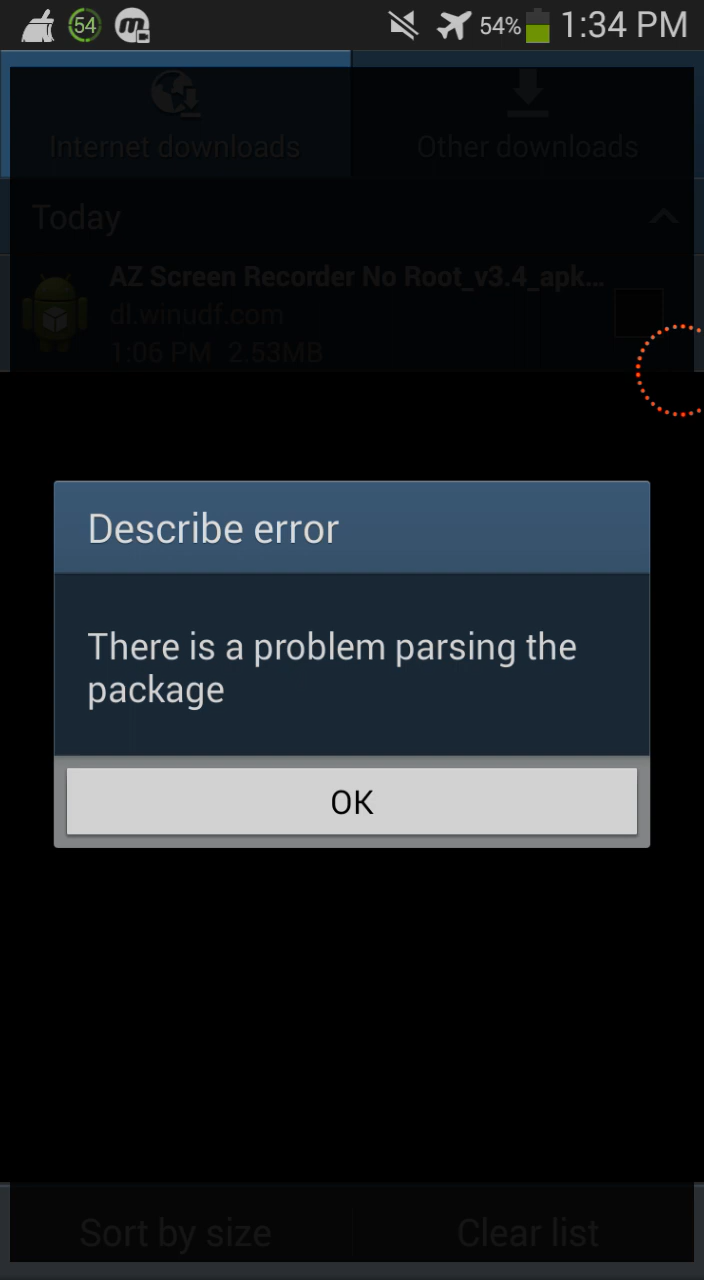 54
54% 1:34 PM
Internet downloads
Other downloads
Today
AZ Screen Recorder No Root_v3.4_apk...
dl.winudf.com
1:06 PM 2.53MB
Describe error
There is a problem parsing the
package
OK
Sort by size
Clear list